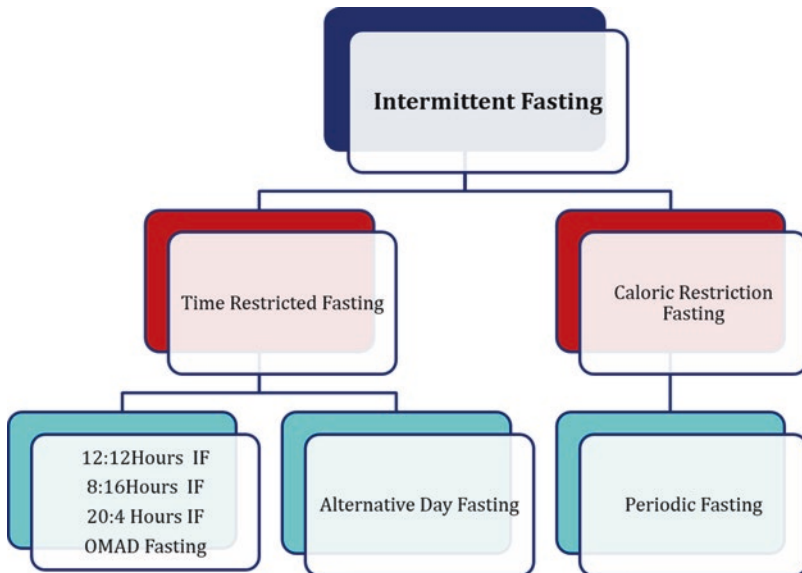 Intermittent Fasting
Time Restricted Fasting
Caloric Restriction
Fasting
12:12Hours IF
8:16Hours IF
20:4 Hours IF
OMAD Fasting
Alternative Day Fasting
Periodic Fasting